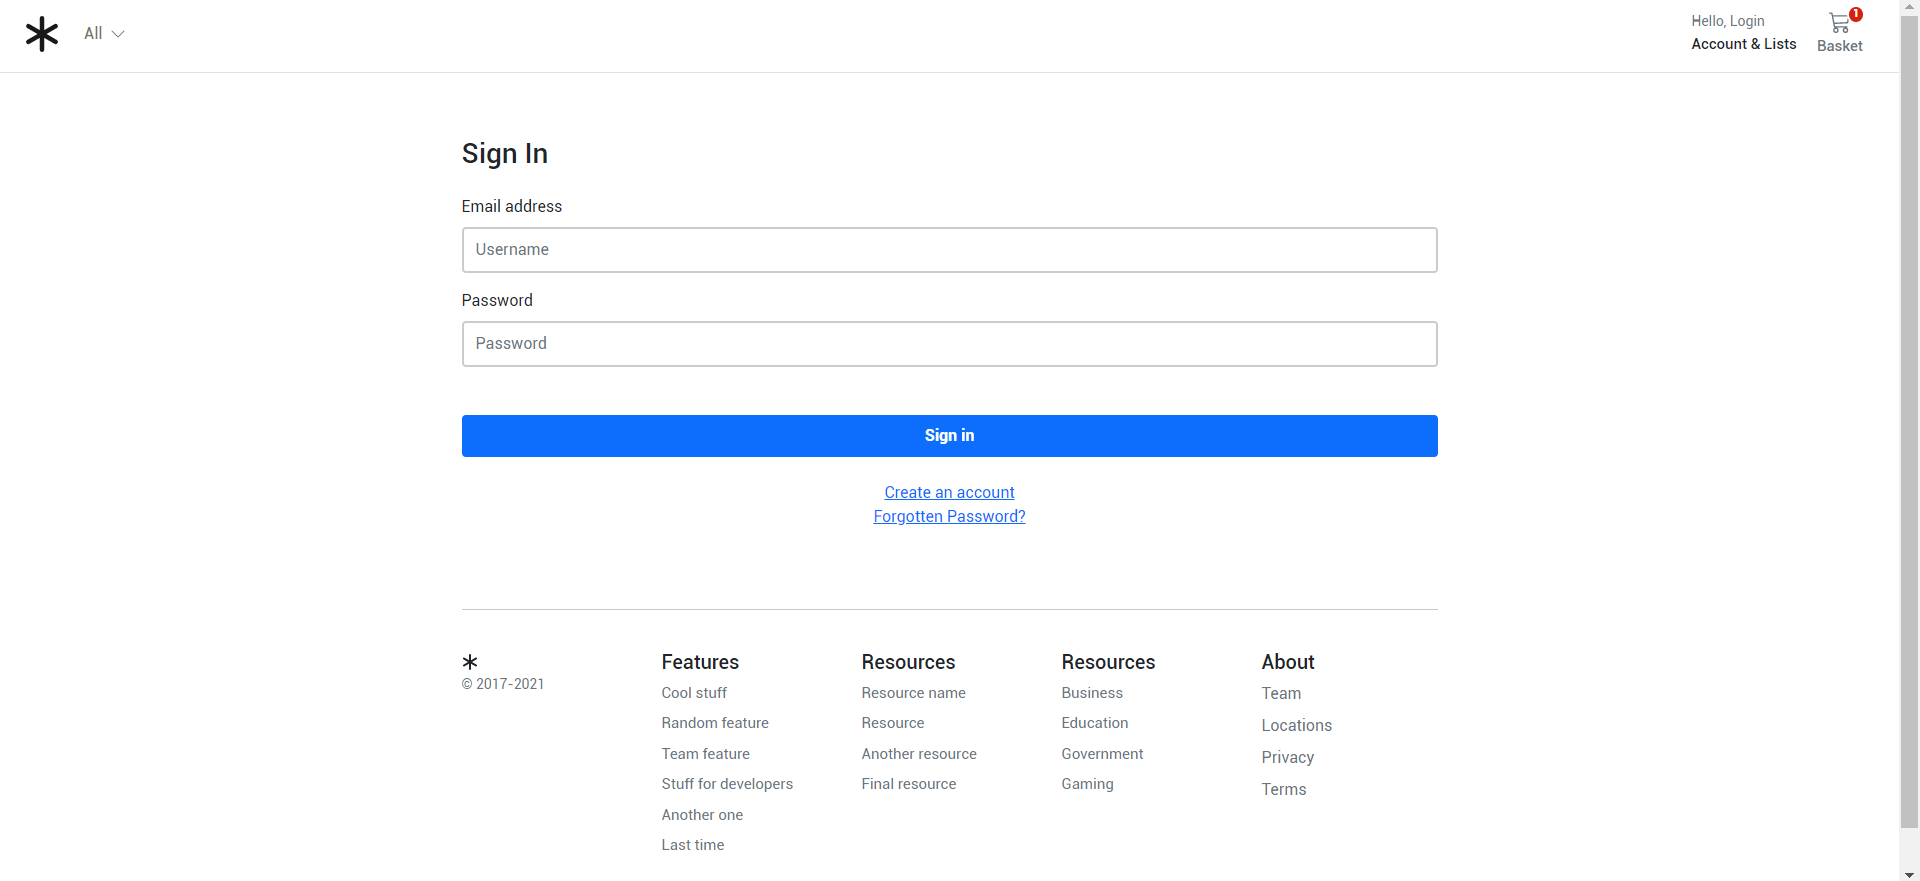 All
Hello, Login
Account & Lists
1
Basket
Sign In
Email address
Username
Password
Password
Sign in
Create an account
Forgotten Password?
© 2017-2021
Features
Cool stuff
Random feature
Team feature
Stuff for developers
Another one
Last time
Resources
Resource name
Resource
Another resource
Final resource
Resources
Business
Education
Government
Gaming
About
Team
Locations
Privacy
Terms